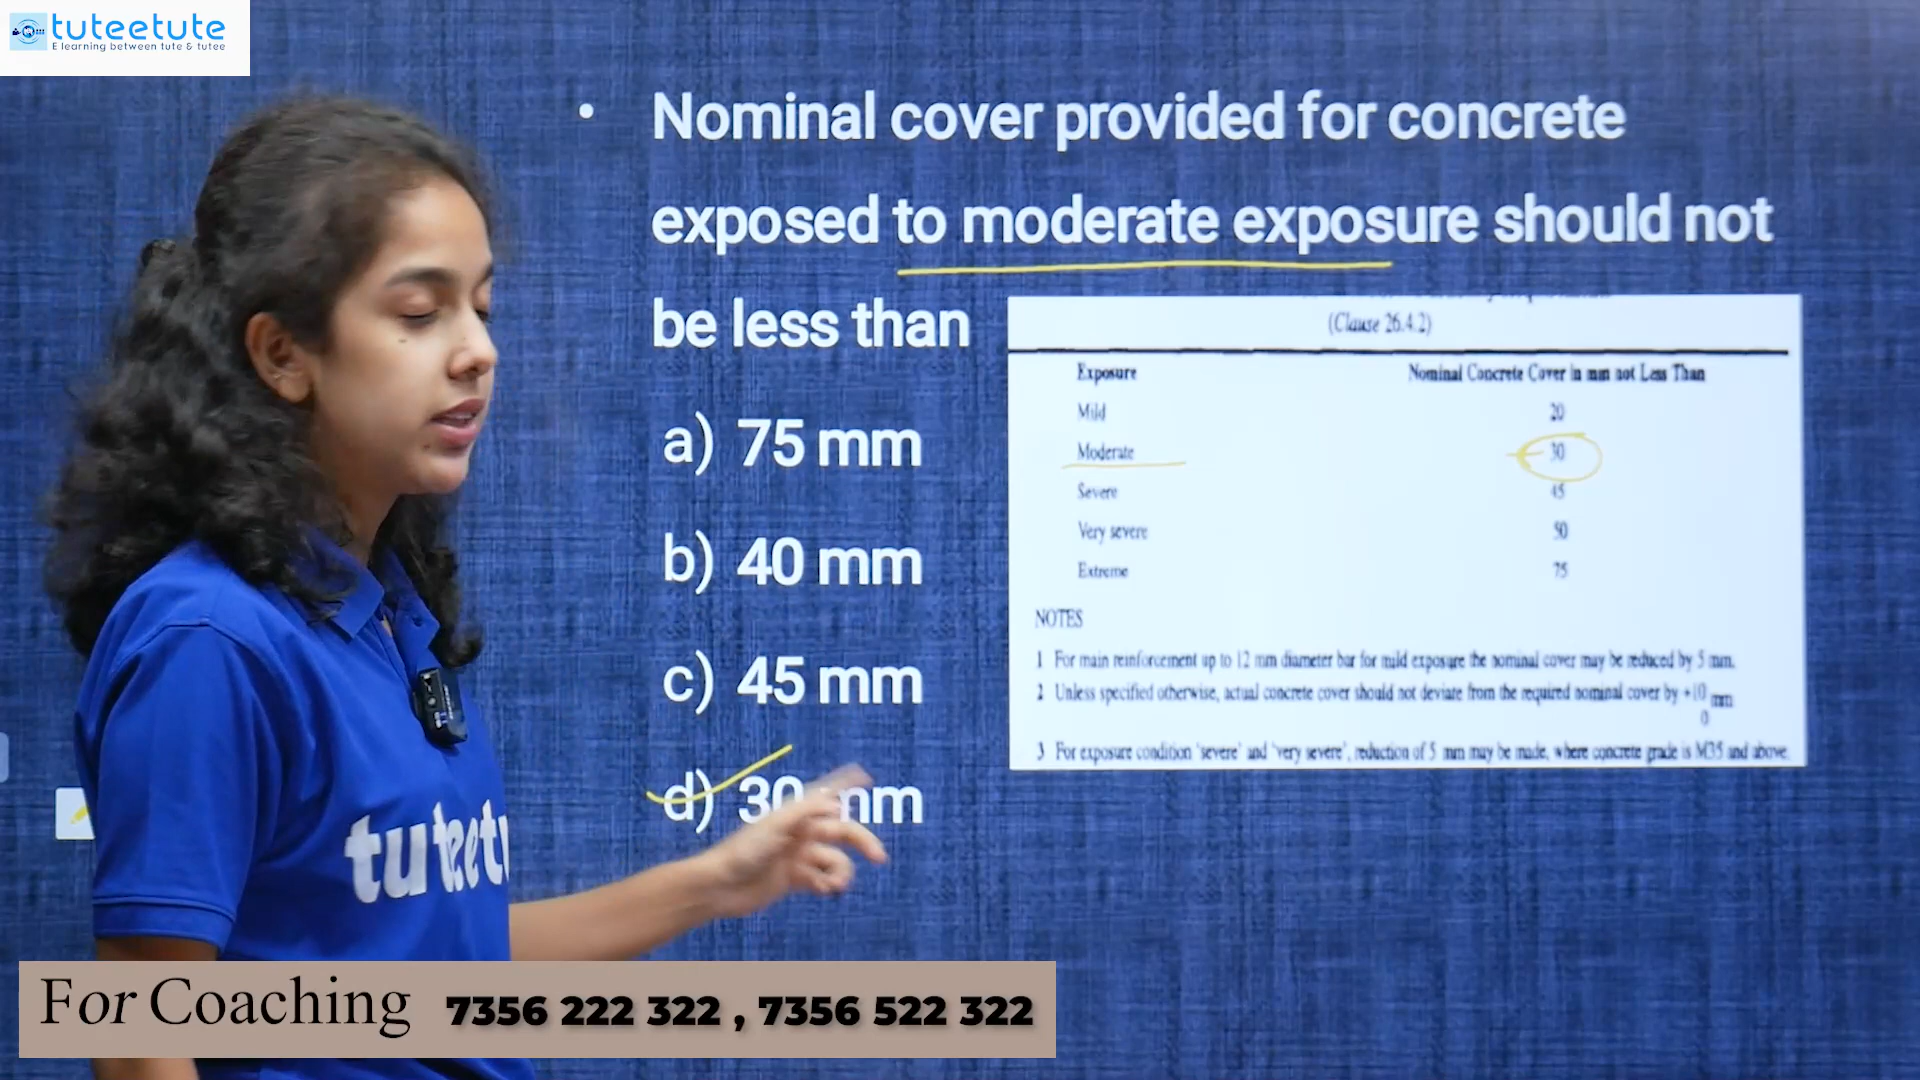 tuteetute
E learning between tute & tutee
• Nominal cover provided for concrete
exposed to moderate exposure should not
be less than
a) 75 mm
b) 40 mm
c) 45 mm
d) 30 mm
(Clause 26.4.2)
Exposure Nominal Concrete Cover in mm not Less Than
Mild 20
Moderate 30
Severe 45
Very severe 50
Extreme 75
NOTES
1 For main reinforcement up to 12 mm diameter bar for mild exposure the nominal cover may be reduced by 5 mm.
2 Unless specified otherwise, actual concrete cover should not deviate from the required nominal cover by +10 mm
0
3 For exposure condition 'severe' and 'very severe', reduction of 5 mm may be made, where concrete grade is M35 and above.
tuteetu
For Coaching 7356 222 322 , 7356 522 322